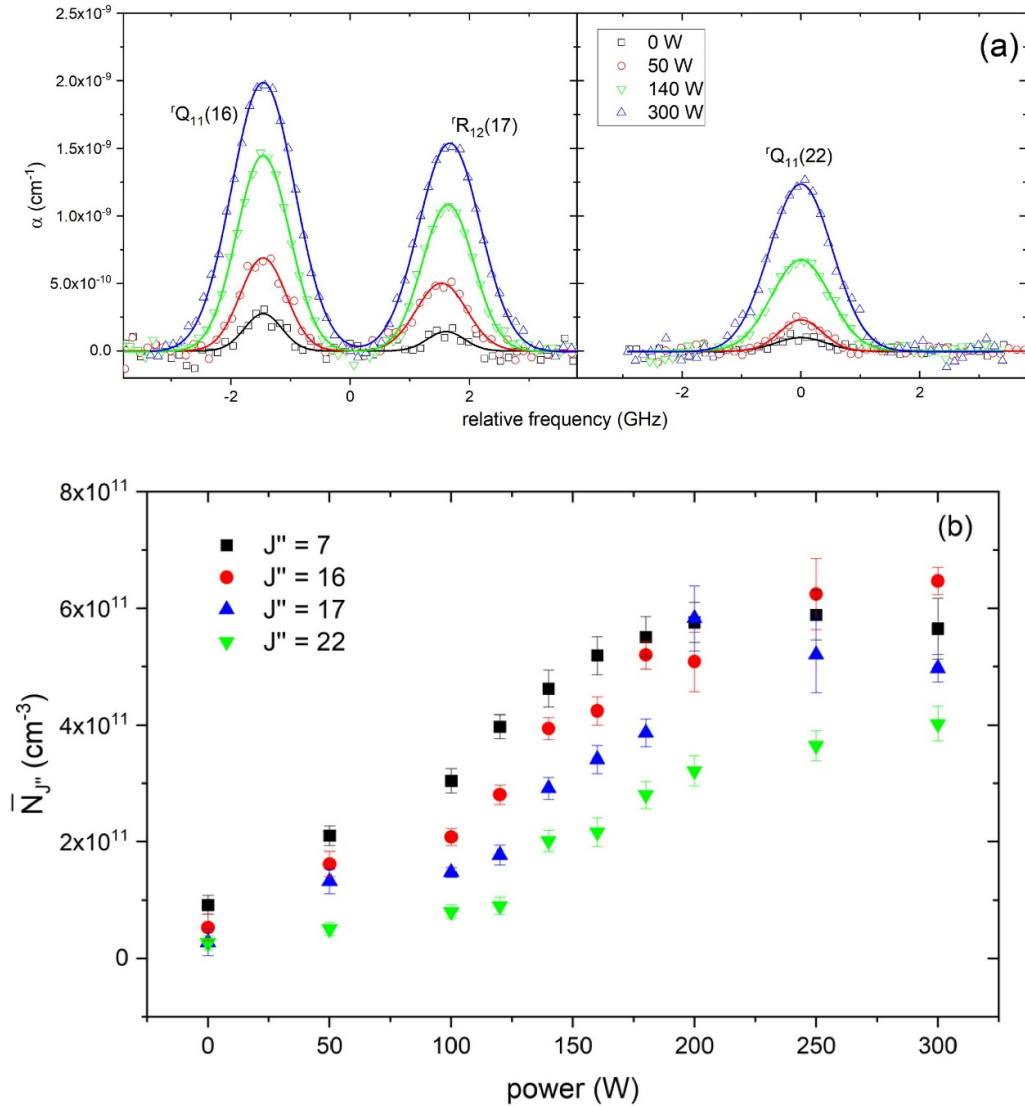 2.5x10⁻⁹
2.0x10⁻⁹
1.5x10⁻⁹
1.0x10⁻⁹
5.0x10⁻¹⁰
0.0
α (cm⁻¹)
ʳQ₁₁(16)
ʳR₁₂(17)
0 W
50 W
140 W
300 W
(a)
ʳQ₁₁(22)
-2 0 2 -2 0 2
relative frequency (GHz)
8x10¹¹
6x10¹¹
4x10¹¹
2x10¹¹
0
N̅_J" (cm⁻³)
J" = 7
J" = 16
J" = 17
J" = 22
(b)
0 50 100 150 200 250 300
power (W)